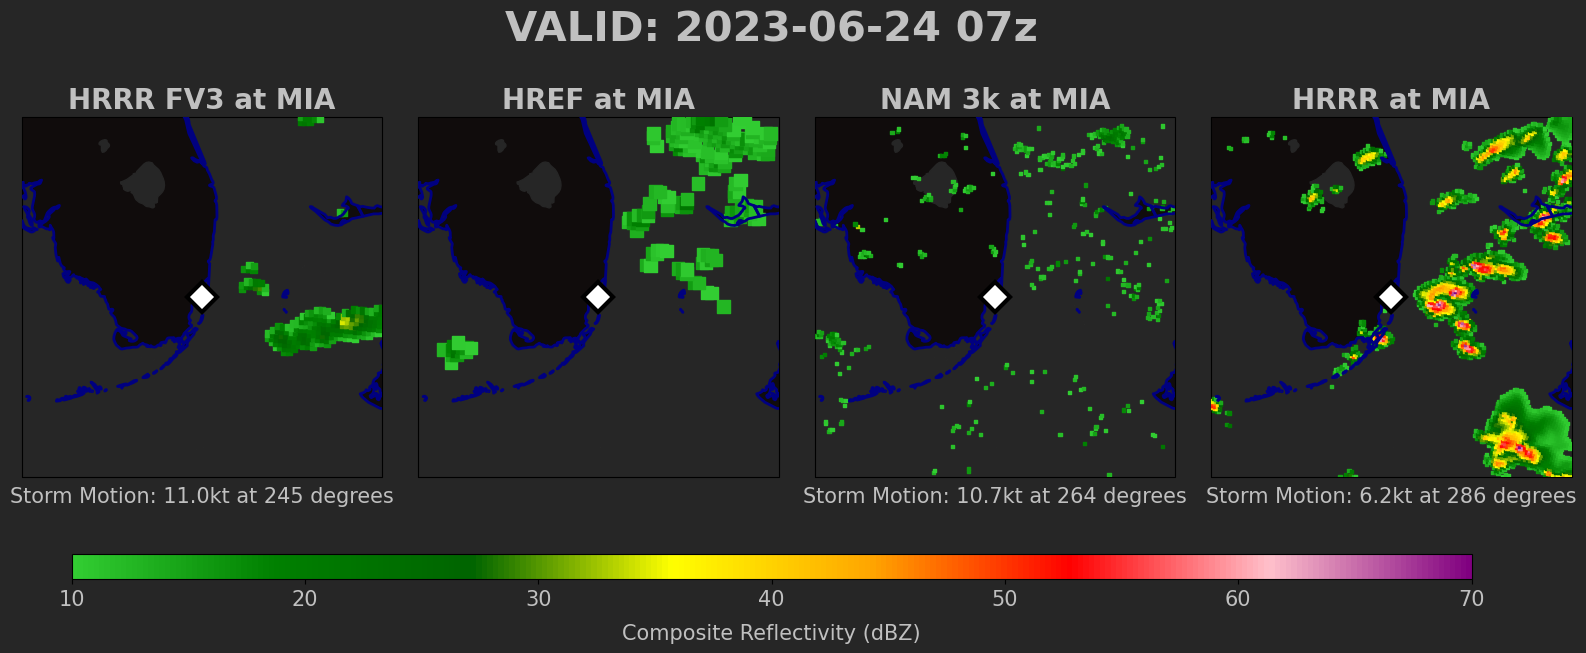 VALID: 2023-06-24 07z
HRRR FV3 at MIA
HREF at MIA
NAM 3k at MIA
HRRR at MIA
Storm Motion: 11.0kt at 245 degrees
Storm Motion: 10.7kt at 264 degrees
Storm Motion: 6.2kt at 286 degrees
10 20 30 40 50 60 70
Composite Reflectivity (dBZ)